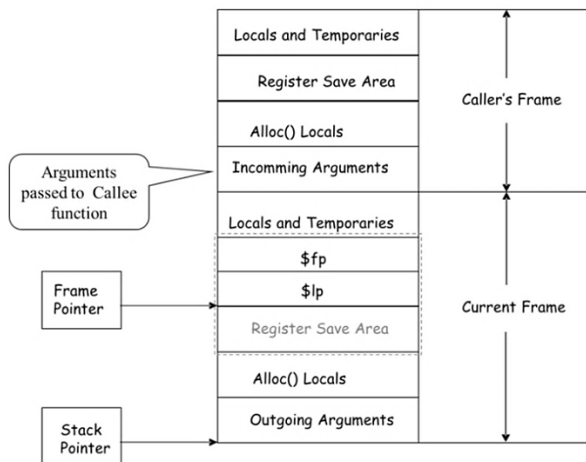 Locals and Temporaries
Register Save Area
Caller's Frame
Alloc() Locals
Arguments
passed to Callee
function
Incomming Arguments
Locals and Temporaries
$fp
$lp
Frame
Pointer
Current Frame
Register Save Area
Alloc() Locals
Outgoing Arguments
Stack
Pointer